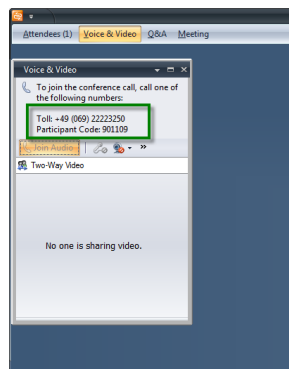 Attendees (1) Voice & Video Q&A Meeting
Voice & Video
To join the conference call, call one of
the following numbers:
Toll: +49 (069) 22223250
Participant Code: 901109
Join Audio
Two-Way Video
No one is sharing video.